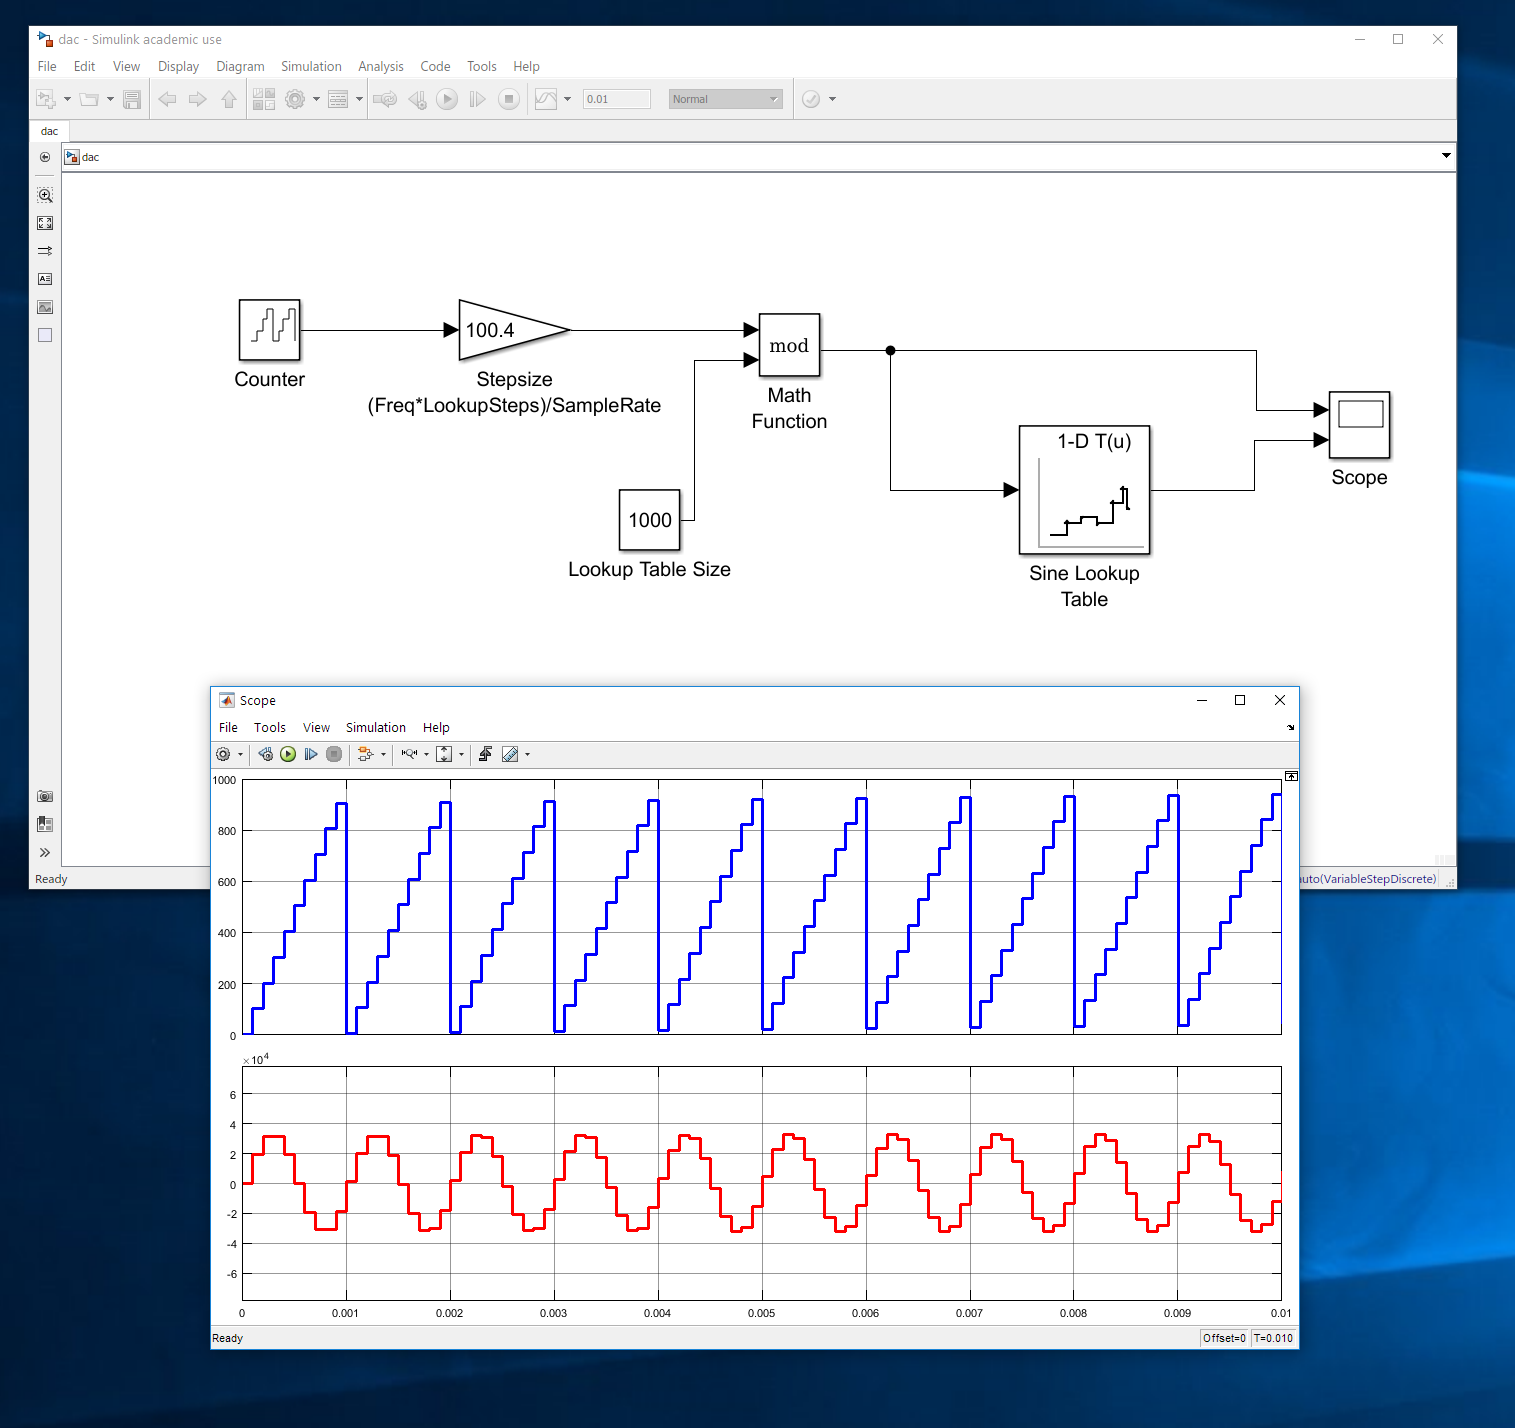 dac - Simulink academic use
File Edit View Display Diagram Simulation Analysis Code Tools Help
0.01 Normal
dac
dac
100.4
mod
Counter
Stepsize
(Freq*LookupSteps)/SampleRate
Math
Function
1-D T(u)
Scope
1000
Lookup Table Size
Sine Lookup
Table
Scope
File Tools View Simulation Help
1000
800
600
400
200
0
×10^4
6
4
2
0
-2
-4
-6
0 0.001 0.002 0.003 0.004 0.005 0.006 0.007 0.008 0.009 0.01
Ready Offset=0 T=0.010
Ready
auto(VariableStepDiscrete)